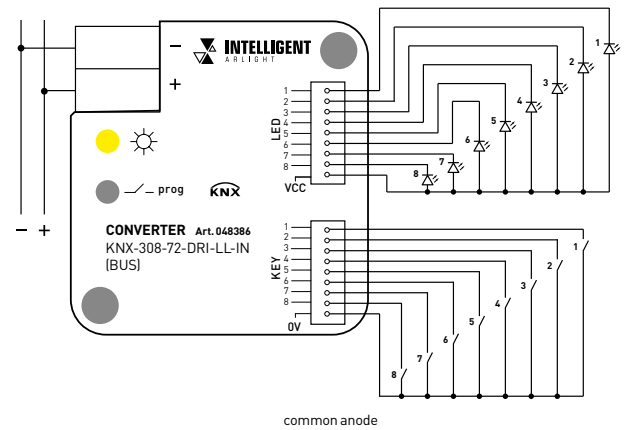 INTELLIGENT
ARLIGHT
−
+
prog
KNX
CONVERTER Art. 048386
KNX-308-72-DRI-LL-IN
(BUS)
− +
LED
1
2
3
4
5
6
7
8
VCC
1
2
3
4
5
6
7
8
KEY
1
2
3
4
5
6
7
8
0V
1
2
3
4
5
6
7
8
common anode